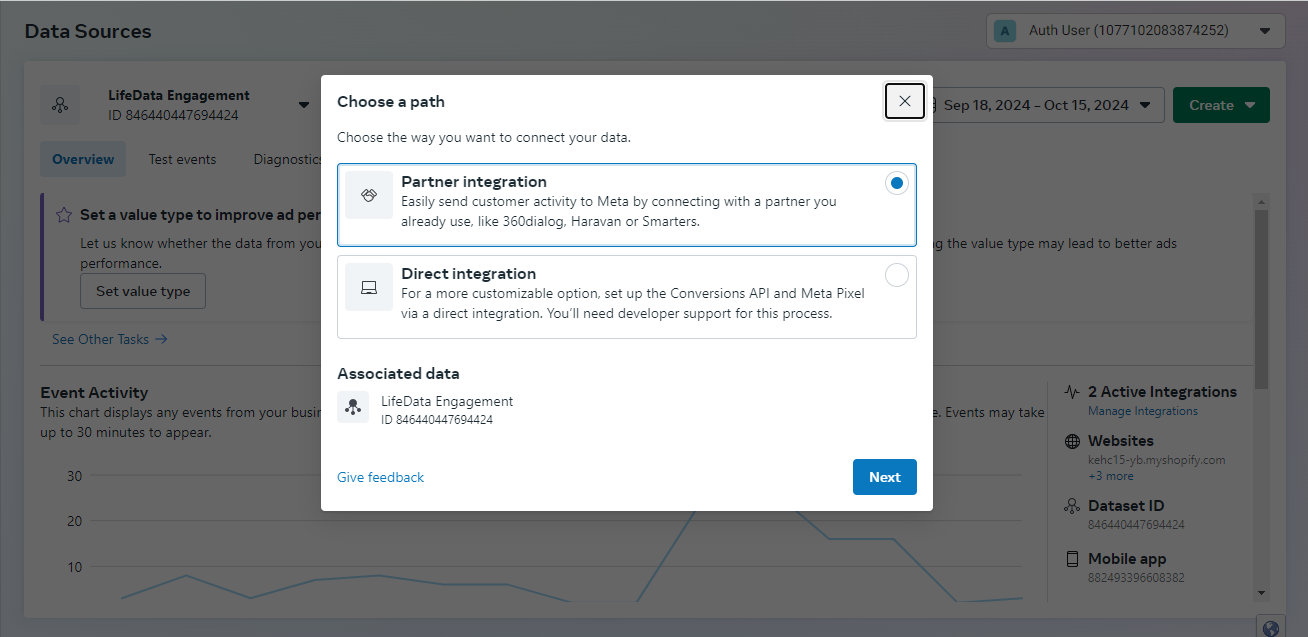 Data Sources
A
Auth User (1077102083874252)
LifeData Engagement
ID 846440447694424
Sep 18, 2024 – Oct 15, 2024
Create
Overview
Test events
Diagnostics
Set a value type to improve ad per
Let us know whether the data from you
g the value type may lead to better ads
performance.
Set value type
See Other Tasks →
Event Activity
This chart displays any events from your busi
e. Events may take
up to 30 minutes to appear.
30
20
10
2 Active Integrations
Manage Integrations
Websites
kehc15-yb.myshopify.com
+3 more
Dataset ID
846440447694424
Mobile app
882493396608382
Choose a path
Choose the way you want to connect your data.
Partner integration
Easily send customer activity to Meta by connecting with a partner you
already use, like 360dialog, Haravan or Smarters.
Direct integration
For a more customizable option, set up the Conversions API and Meta Pixel
via a direct integration. You’ll need developer support for this process.
Associated data
LifeData Engagement
ID 846440447694424
Give feedback
Next